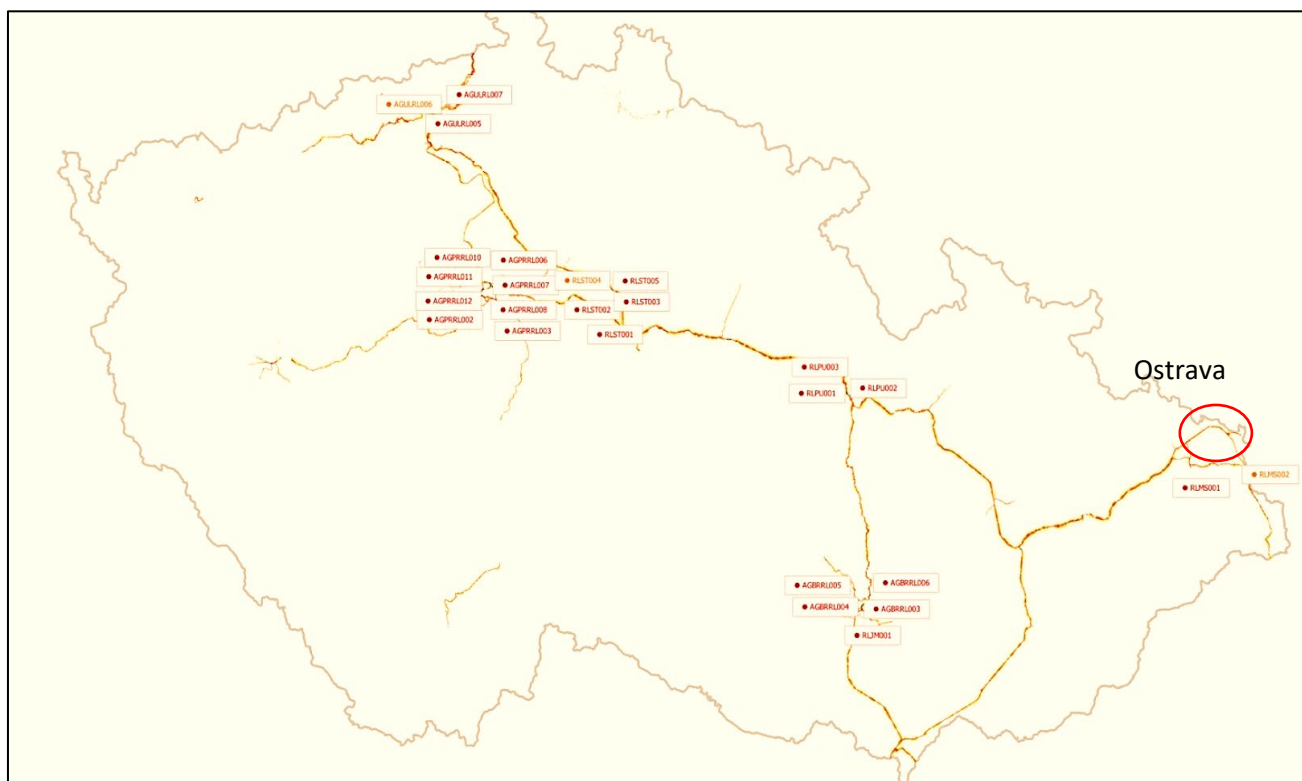 AGULRL007
AGULRL006
AGULRL005
AGPRRL010
AGPRRL006
AGPRRL011
AGPRRL007
RLST004
RLST005
AGPRRL012
AGPRRL008
RLST002
RLST003
AGPRRL002
AGPRRL003
RLST001
RLPU003
Ostrava
RLPU001
RLPU002
RLMS002
RLMS001
AGBRRL005
AGBRRL006
AGBRRL004
AGBRRL003
RLJM001